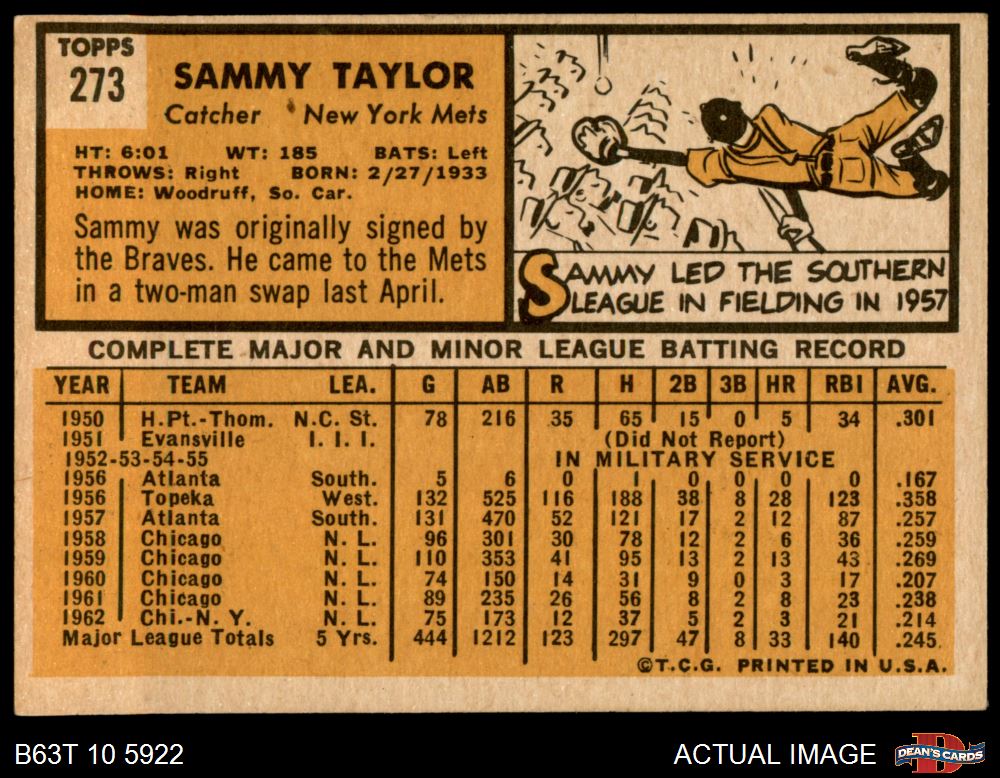 TOPPS
273
SAMMY TAYLOR
Catcher New York Mets
HT: 6:01 WT: 185 BATS: Left
THROWS: Right BORN: 2/27/1933
HOME: Woodruff, So. Car.
Sammy was originally signed by
the Braves. He came to the Mets
in a two-man swap last April.
SAMMY LED THE SOUTHERN
LEAGUE IN FIELDING IN 1957
COMPLETE MAJOR AND MINOR LEAGUE BATTING RECORD
YEAR TEAM LEA. G AB R H 2B 3B HR RBI AVG.
1950 H.Pt.-Thom. N.C. St. 78 216 35 65 15 0 5 34 .301
1951 Evansville I. I. I. (Did Not Report)
1952-53-54-55 IN MILITARY SERVICE
1956 Atlanta South. 5 6 0 1 0 0 0 0 .167
1956 Topeka West. 132 525 116 188 38 8 28 123 .358
1957 Atlanta South. 131 470 52 121 17 2 12 87 .257
1958 Chicago N. L. 96 301 30 78 12 2 6 36 .259
1959 Chicago N. L. 110 353 41 95 13 2 13 43 .269
1960 Chicago N. L. 74 150 14 31 9 0 3 17 .207
1961 Chicago N. L. 89 235 26 56 8 2 8 23 .238
1962 Chi.-N. Y. N. L. 75 173 12 37 5 2 3 21 .214
Major League Totals 5 Yrs. 444 1212 123 297 47 8 33 140 .245
©T.C.G. PRINTED IN U.S.A.
B63T 10 5922 ACTUAL IMAGE DEAN'S CARDS